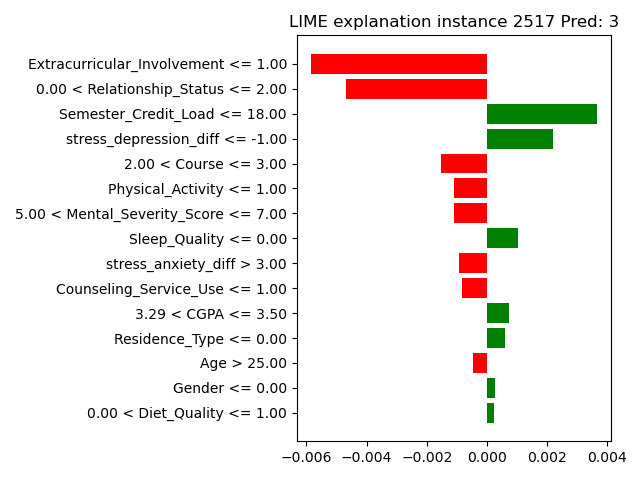 LIME explanation instance 2517 Pred: 3
Extracurricular_Involvement <= 1.00
0.00 < Relationship_Status <= 2.00
Semester_Credit_Load <= 18.00
stress_depression_diff <= -1.00
2.00 < Course <= 3.00
Physical_Activity <= 1.00
5.00 < Mental_Severity_Score <= 7.00
Sleep_Quality <= 0.00
stress_anxiety_diff > 3.00
Counseling_Service_Use <= 1.00
3.29 < CGPA <= 3.50
Residence_Type <= 0.00
Age > 25.00
Gender <= 0.00
0.00 < Diet_Quality <= 1.00
−0.006 −0.004 −0.002 0.000 0.002 0.004